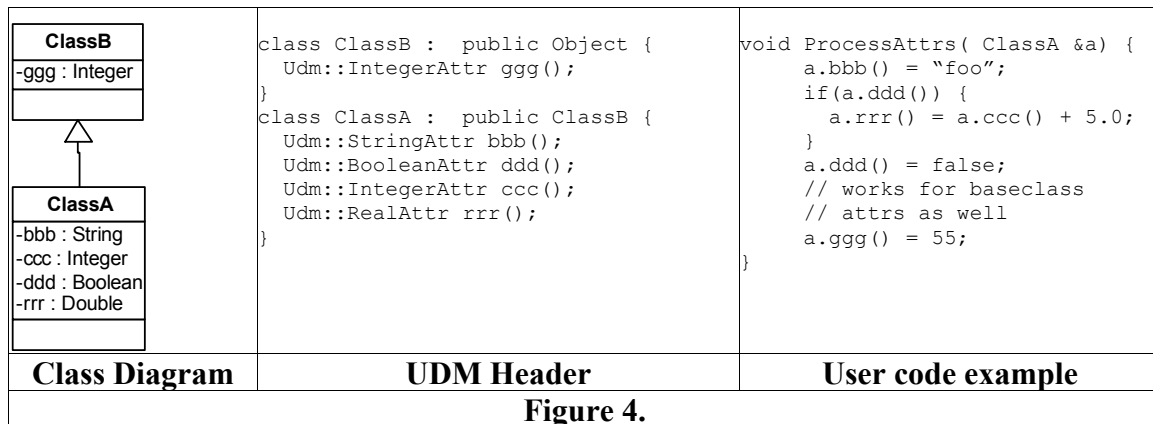 ClassB
-ggg : Integer
ClassA
-bbb : String
-ccc : Integer
-ddd : Boolean
-rrr : Double
class ClassB :  public Object {
  Udm::IntegerAttr ggg();
}
class ClassA :  public ClassB {
  Udm::StringAttr bbb();
  Udm::BooleanAttr ddd();
  Udm::IntegerAttr ccc();
  Udm::RealAttr rrr();
}
void ProcessAttrs( ClassA &a) {
     a.bbb() = “foo”;
     if(a.ddd()) {
       a.rrr() = a.ccc() + 5.0;
     }
     a.ddd() = false;
     // works for baseclass
     // attrs as well
     a.ggg() = 55;
}
Class Diagram
UDM Header
User code example
Figure 4.